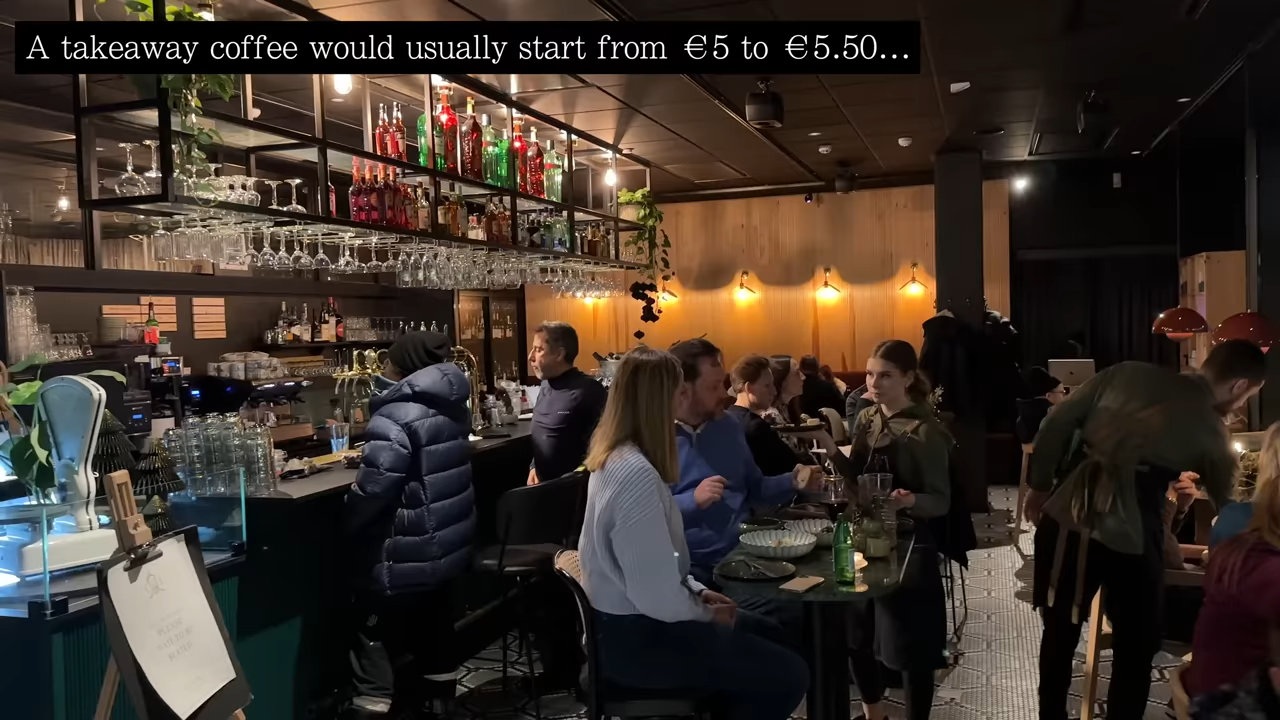 A takeaway coffee would usually start from €5 to €5.50...